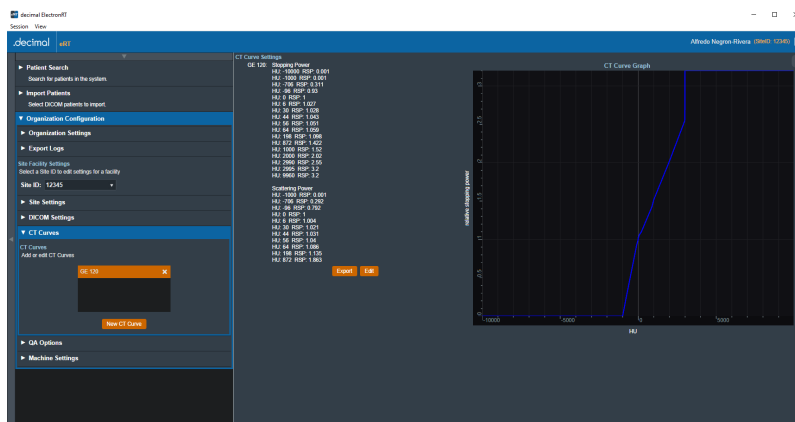 decimal ElectronRT
Session View
.decimal eRT
Alfredo Negron-Rivera (SiteID: 12345)
► Patient Search
Search for patients in the system.
► Import Patients
Select DICOM patients to import.
▼ Organization Configuration
► Organization Settings
► Export Logs
Site Facility Settings
Select a Site ID to edit settings for a facility
Site ID: 12345
► Site Settings
► DICOM Settings
▼ CT Curves
CT Curves
Add or edit CT Curves
GE 120 ×
New CT Curve
► QA Options
► Machine Settings
CT Curve Settings
GE 120: Stopping Power
HU: -10000 RSP: 0.001
HU: -1000 RSP: 0.001
HU: -706 RSP: 0.311
HU: -96 RSP: 0.93
HU: 0 RSP: 1
HU: 6 RSP: 1.027
HU: 30 RSP: 1.028
HU: 44 RSP: 1.043
HU: 56 RSP: 1.051
HU: 64 RSP: 1.059
HU: 198 RSP: 1.098
HU: 872 RSP: 1.422
HU: 1000 RSP: 1.52
HU: 2000 RSP: 2.02
HU: 2990 RSP: 2.55
HU: 2995 RSP: 3.2
HU: 9960 RSP: 3.2
Scattering Power
HU: -1000 RSP: 0.001
HU: -706 RSP: 0.292
HU: -96 RSP: 0.792
HU: 0 RSP: 1
HU: 6 RSP: 1.004
HU: 30 RSP: 1.021
HU: 44 RSP: 1.031
HU: 56 RSP: 1.04
HU: 64 RSP: 1.086
HU: 198 RSP: 1.135
HU: 872 RSP: 1.863
Export Edit
CT Curve Graph
relative stopping power
3
2.5
2
1.5
1
0.5
0
-10000 -5000 0 5000
HU